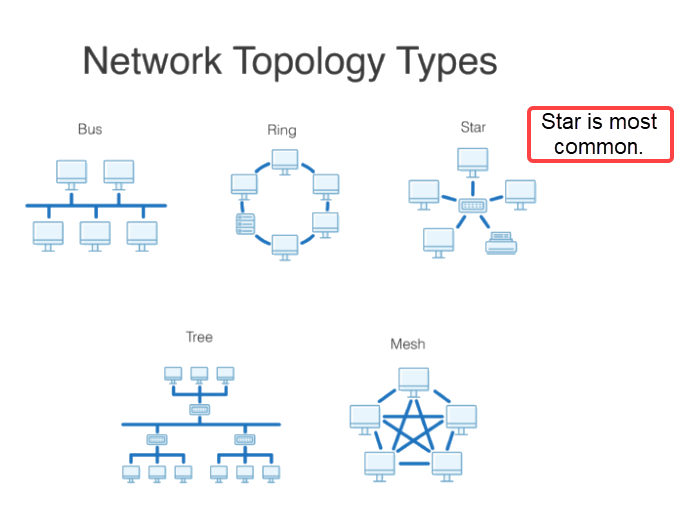 Network Topology Types
Bus
Ring
Star
Star is most
common.
Tree
Mesh